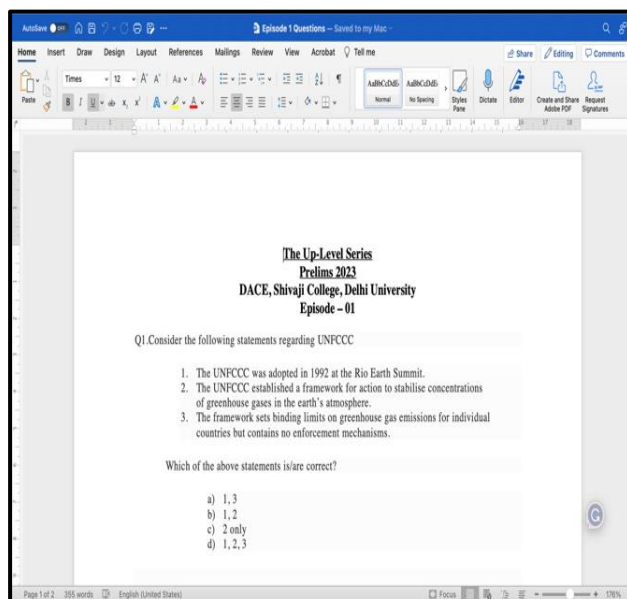 AutoSave
Episode 1 Questions — Saved to my Mac
Home Insert Draw Design Layout References Mailings Review View Acrobat Tell me
Share Editing Comments
Times 12
Paste
AaBbCcDdEe AaBbCcDdEe
Normal No Spacing
Styles Pane
Dictate
Editor
Create and Share Adobe PDF
Request Signatures
The Up-Level Series
Prelims 2023
DACE, Shivaji College, Delhi University
Episode – 01
Q1.Consider the following statements regarding UNFCCC
1. The UNFCCC was adopted in 1992 at the Rio Earth Summit.
2. The UNFCCC established a framework for action to stabilise concentrations
of greenhouse gases in the earth's atmosphere.
3. The framework sets binding limits on greenhouse gas emissions for individual
countries but contains no enforcement mechanisms.
Which of the above statements is/are correct?
a) 1, 3
b) 1, 2
c) 2 only
d) 1, 2, 3
Page 1 of 2 355 words English (United States) Focus 176%